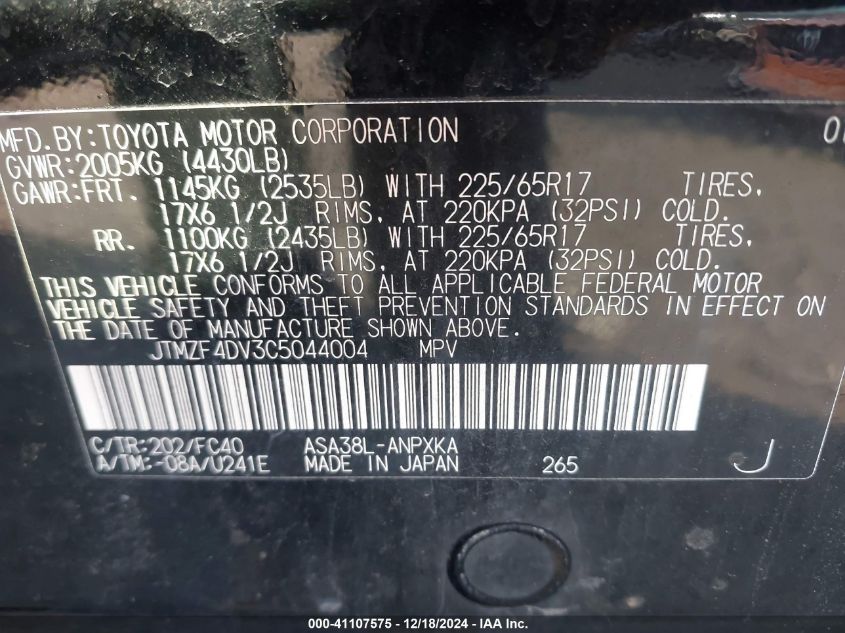 MFD.BY:TOYOTA MOTOR CORPORATION
GVWR:2005KG (4430LB)
GAWR:FRT. 1145KG (2535LB) WITH 225/65R17 TIRES,
17X6 1/2J RIMS, AT 220KPA (32PSI) COLD.
RR. 1100KG (2435LB) WITH 225/65R17 TIRES,
17X6 1/2J RIMS, AT 220KPA (32PSI) COLD.
THIS VEHICLE CONFORMS TO ALL APPLICABLE FEDERAL MOTOR
VEHICLE SAFETY AND THEFT PREVENTION STANDARDS IN EFFECT ON
THE DATE OF MANUFACTURE SHOWN ABOVE.
JTMZF4DV3C5044004 MPV
C/TR:202/FC40 ASA38L-ANPXKA
A/TM:-08A/U241E MADE IN JAPAN 265 J
000-41107575 - 12/18/2024 - IAA Inc.